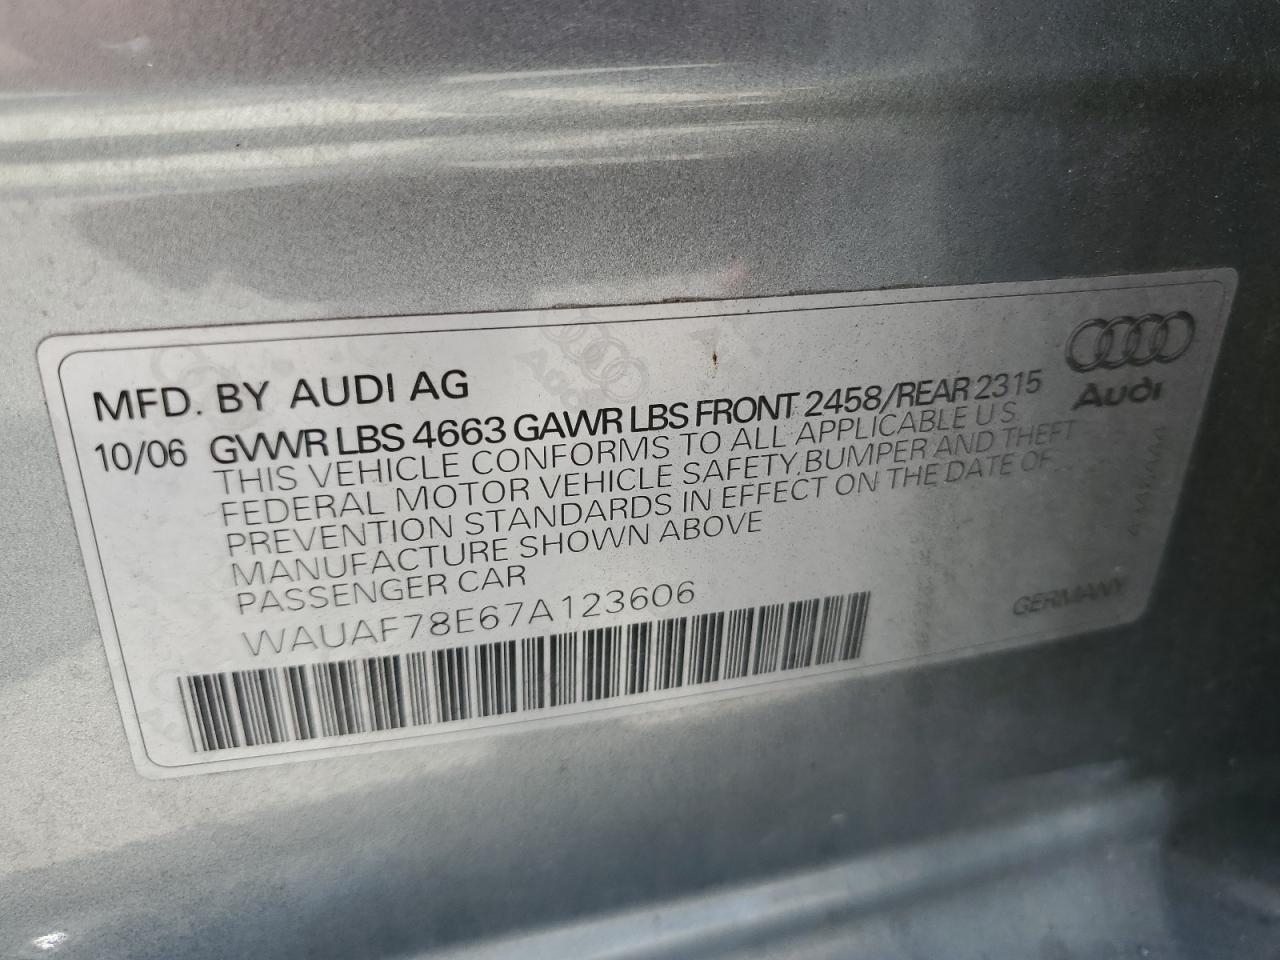 MFD. BY AUDI AG
10/06 GVWR LBS 4663 GAWR LBS FRONT 2458/REAR 2315
THIS VEHICLE CONFORMS TO ALL APPLICABLE U.S.
FEDERAL MOTOR VEHICLE SAFETY, BUMPER AND THEFT
PREVENTION STANDARDS IN EFFECT ON THE DATE OF
MANUFACTURE SHOWN ABOVE
PASSENGER CAR
WAUAF78E67A123606
Audi
GERMANY